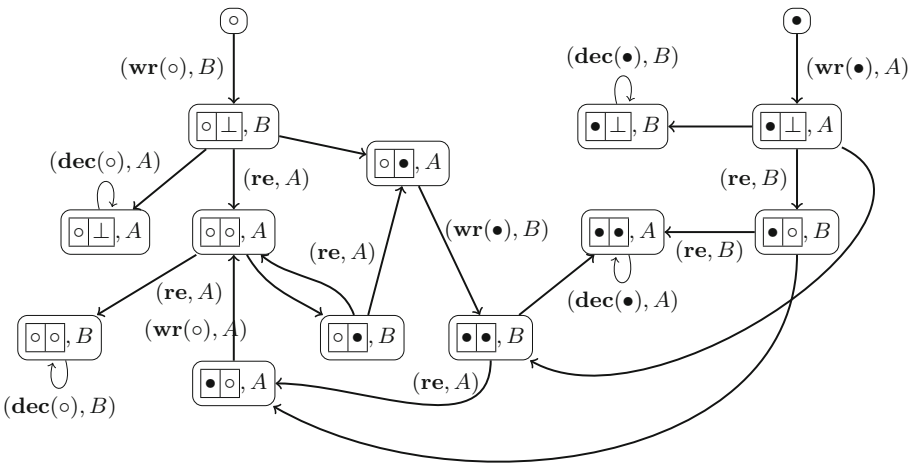 ○
●
(wr(○), B)
(dec(●), B)
(wr(●), A)
○ ⊥, B
● ⊥, B
● ⊥, A
(dec(○), A)
○ ●, A
(re, A)
(re, B)
○ ⊥, A
○ ○, A
(re, A)
(wr(●), B)
● ●, A
(re, B)
● ○, B
(re, A)
(dec(●), A)
(wr(○), A)
○ ○, B
○ ●, B
● ●, B
● ○, A
(re, A)
(dec(○), B)